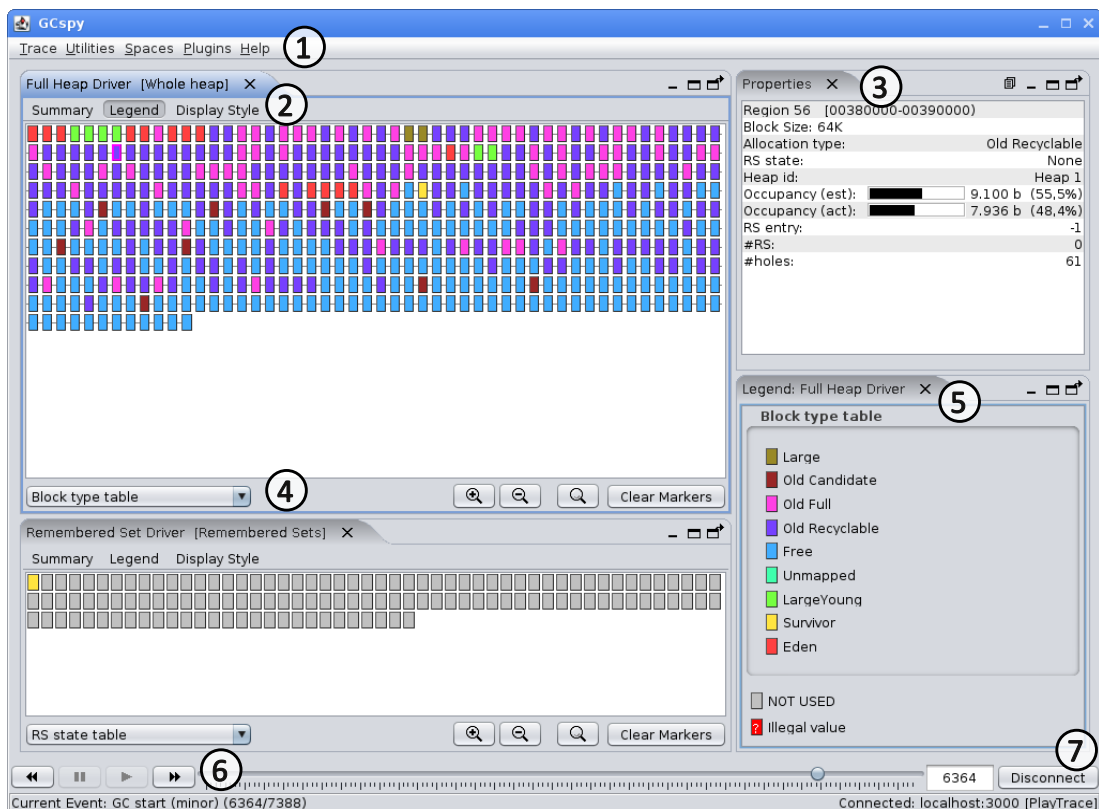 GCspy
Trace Utilities Spaces Plugins Help
1
Full Heap Driver [Whole heap]
Summary Legend Display Style
2
Block type table
4
Clear Markers
Remembered Set Driver [Remembered Sets]
Summary Legend Display Style
RS state table
Clear Markers
Properties
3
Region 56 [00380000-00390000)
Block Size: 64K
Allocation type: Old Recyclable
RS state: None
Heap id: Heap 1
Occupancy (est): 9.100 b (55,5%)
Occupancy (act): 7.936 b (48,4%)
RS entry: -1
#RS: 0
#holes: 61
Legend: Full Heap Driver
5
Block type table
Large
Old Candidate
Old Full
Old Recyclable
Free
Unmapped
LargeYoung
Survivor
Eden
NOT USED
? Illegal value
6
7
6364 Disconnect
Current Event: GC start (minor) (6364/7388) Connected: localhost:3000 [PlayTrace]